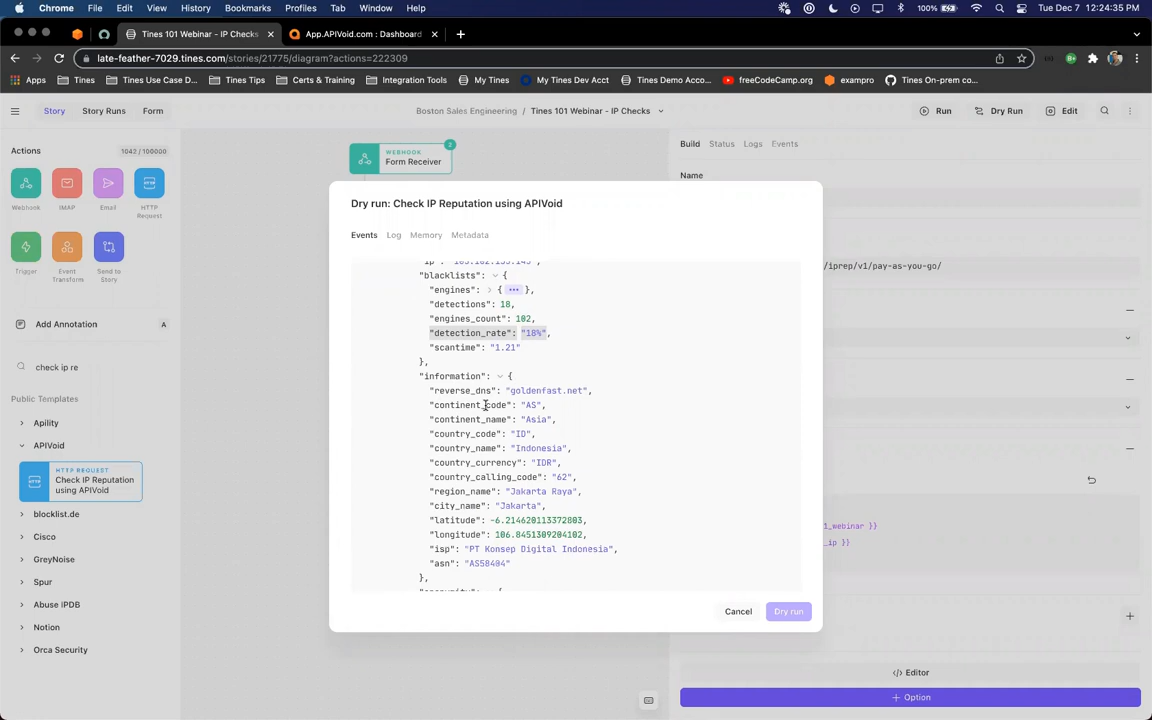 Chrome File Edit View History Bookmarks Profiles Tab Window Help 100% Tue Dec 7 12:24:35 PM
Tines 101 Webinar - IP Checks App.APIVoid.com : Dashboard
late-feather-7029.tines.com/stories/21775/diagram?actions=222309
Apps Tines Tines Use Case D... Tines Tips Certs & Training Integration Tools My Tines My Tines Dev Acct Tines Demo Acco... freeCodeCamp.org exampro Tines On-prem co...
Story Story Runs Form Boston Sales Engineering / Tines 101 Webinar - IP Checks Run Dry Run Edit
Actions 1042 / 100000
Webhook IMAP Email HTTP Request
Trigger Event Transform Send to Story
Add Annotation A
check ip re
Public Templates
Apility
APIVoid
HTTP REQUEST
Check IP Reputation using APIVoid
blocklist.de
Cisco
GreyNoise
Spur
Abuse IPDB
Notion
Orca Security
WEBHOOK
Form Receiver
2
Dry run: Check IP Reputation using APIVoid
Events Log Memory Metadata
"blacklists": {
"engines": { ••• },
"detections": 18,
"engines_count": 102,
"detection_rate": "18%",
"scantime": "1.21"
},
"information": {
"reverse_dns": "goldenfast.net",
"continent_code": "AS",
"continent_name": "Asia",
"country_code": "ID",
"country_name": "Indonesia",
"country_currency": "IDR",
"country_calling_code": "62",
"region_name": "Jakarta Raya",
"city_name": "Jakarta",
"latitude": -6.214620113372803,
"longitude": 106.8451309204102,
"isp": "PT Konsep Digital Indonesia",
"asn": "AS58404"
},
Cancel Dry run
Build Status Logs Events
Name
/iprep/v1/pay-as-you-go/
1_webinar }}
_ip }}
Editor
+ Option